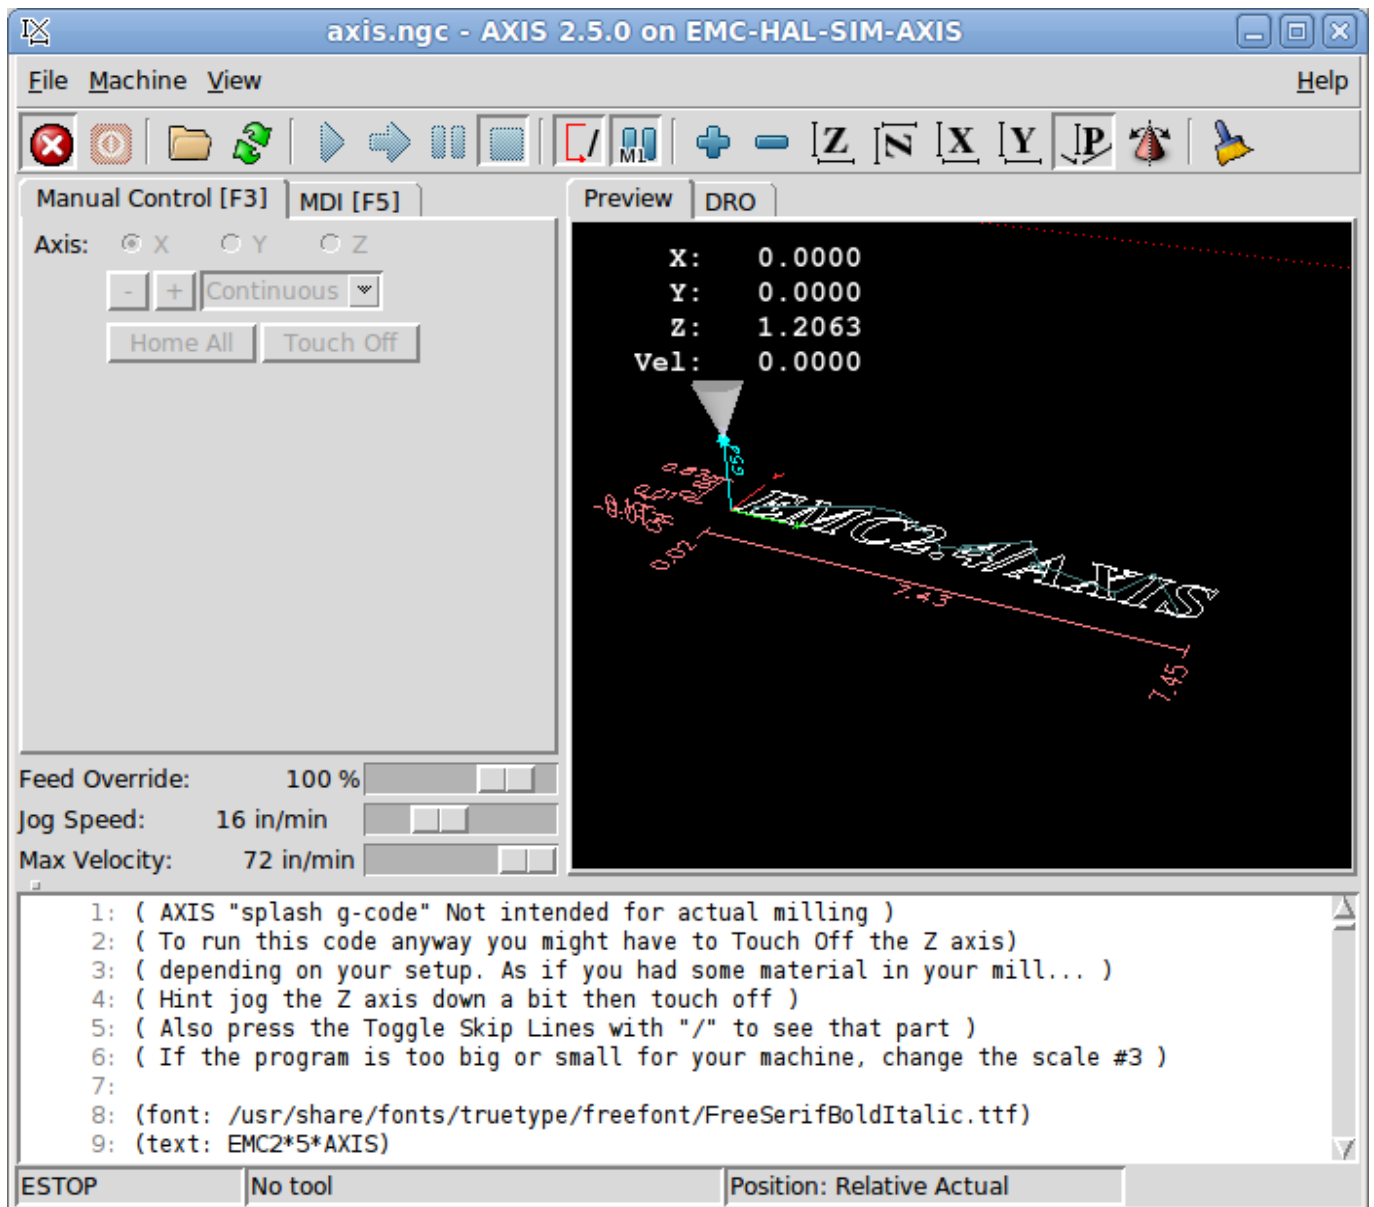 axis.ngc - AXIS 2.5.0 on EMC-HAL-SIM-AXIS
File Machine View Help
M1 Z N X Y P
Manual Control [F3] MDI [F5]
Preview DRO
Axis: X Y Z
- + Continuous
Home All Touch Off
X: 0.0000
Y: 0.0000
Z: 1.2063
Vel: 0.0000
EMC2.4/AXIS
0.02
7.43
7.45
Feed Override: 100 %
Jog Speed: 16 in/min
Max Velocity: 72 in/min
1: ( AXIS "splash g-code" Not intended for actual milling )
2: ( To run this code anyway you might have to Touch Off the Z axis)
3: ( depending on your setup. As if you had some material in your mill... )
4: ( Hint jog the Z axis down a bit then touch off )
5: ( Also press the Toggle Skip Lines with "/" to see that part )
6: ( If the program is too big or small for your machine, change the scale #3 )
7:
8: (font: /usr/share/fonts/truetype/freefont/FreeSerifBoldItalic.ttf)
9: (text: EMC2*5*AXIS)
ESTOP No tool Position: Relative Actual